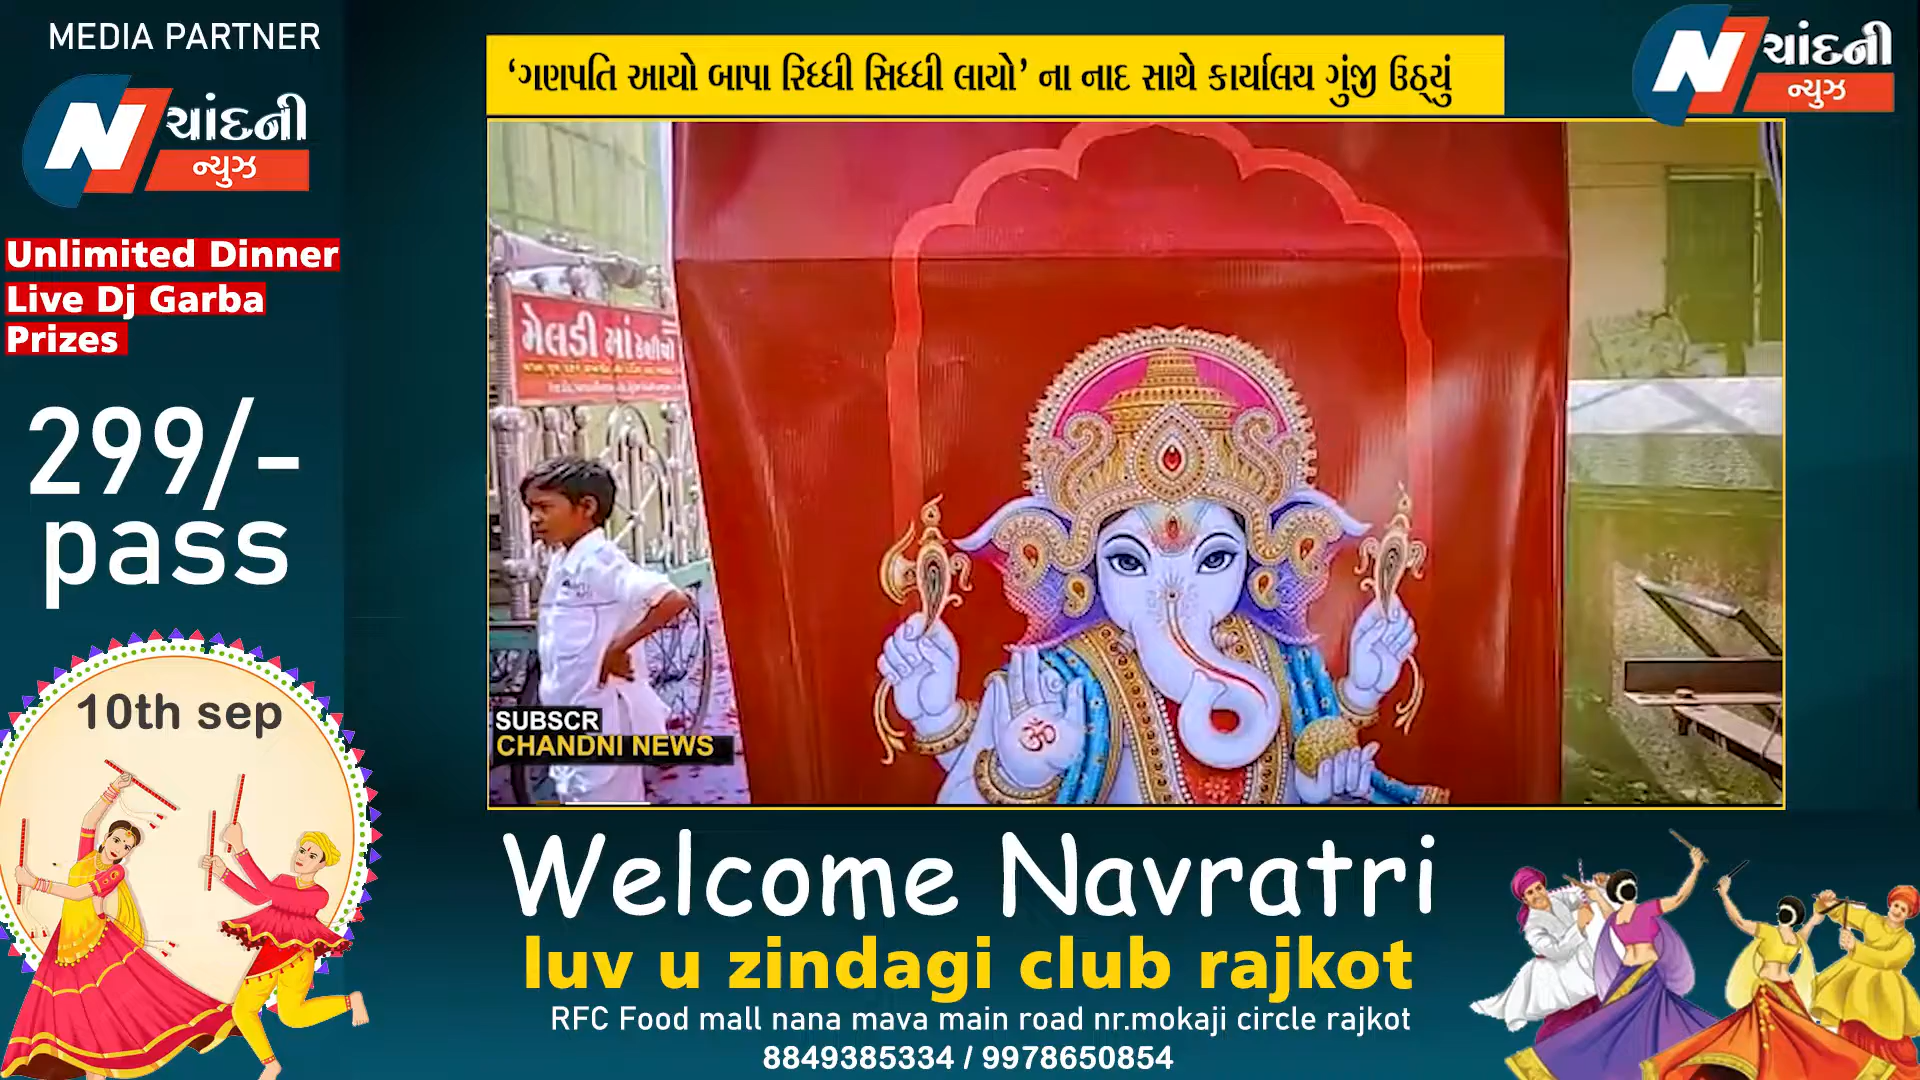 MEDIA PARTNER
N ચાંદની
ન્યુઝ
Unlimited Dinner
Live Dj Garba
Prizes
299/-
pass
10th sep
‘ગણપતિ આયો બાપા રિધ્ધી સિધ્ધી લાયો’ ના નાદ સાથે કાર્યાલય ગુંજી ઉઠ્યું
N ચાંદની
ન્યુઝ
મેલડી માં
ૐ
SUBSCR
CHANDNI NEWS
Welcome Navratri
luv u zindagi club rajkot
RFC Food mall nana mava main road nr.mokaji circle rajkot
8849385334 / 9978650854